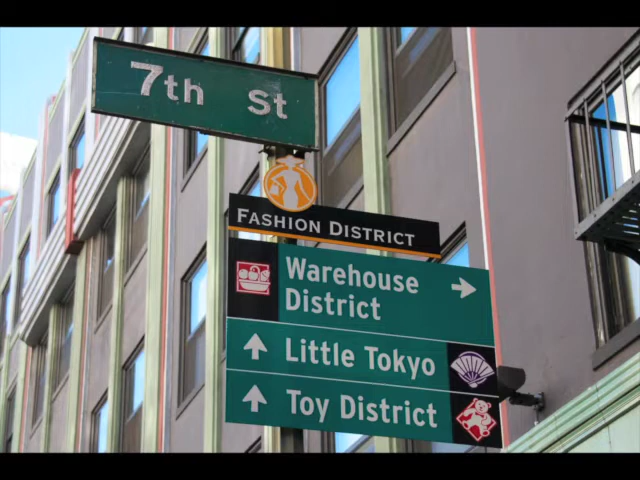 7th St
FASHION DISTRICT
Warehouse
District
Little Tokyo
Toy District